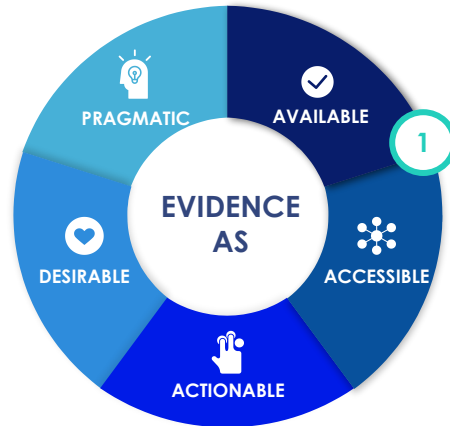 PRAGMATIC
AVAILABLE
1
EVIDENCE
AS
DESIRABLE
ACCESSIBLE
ACTIONABLE